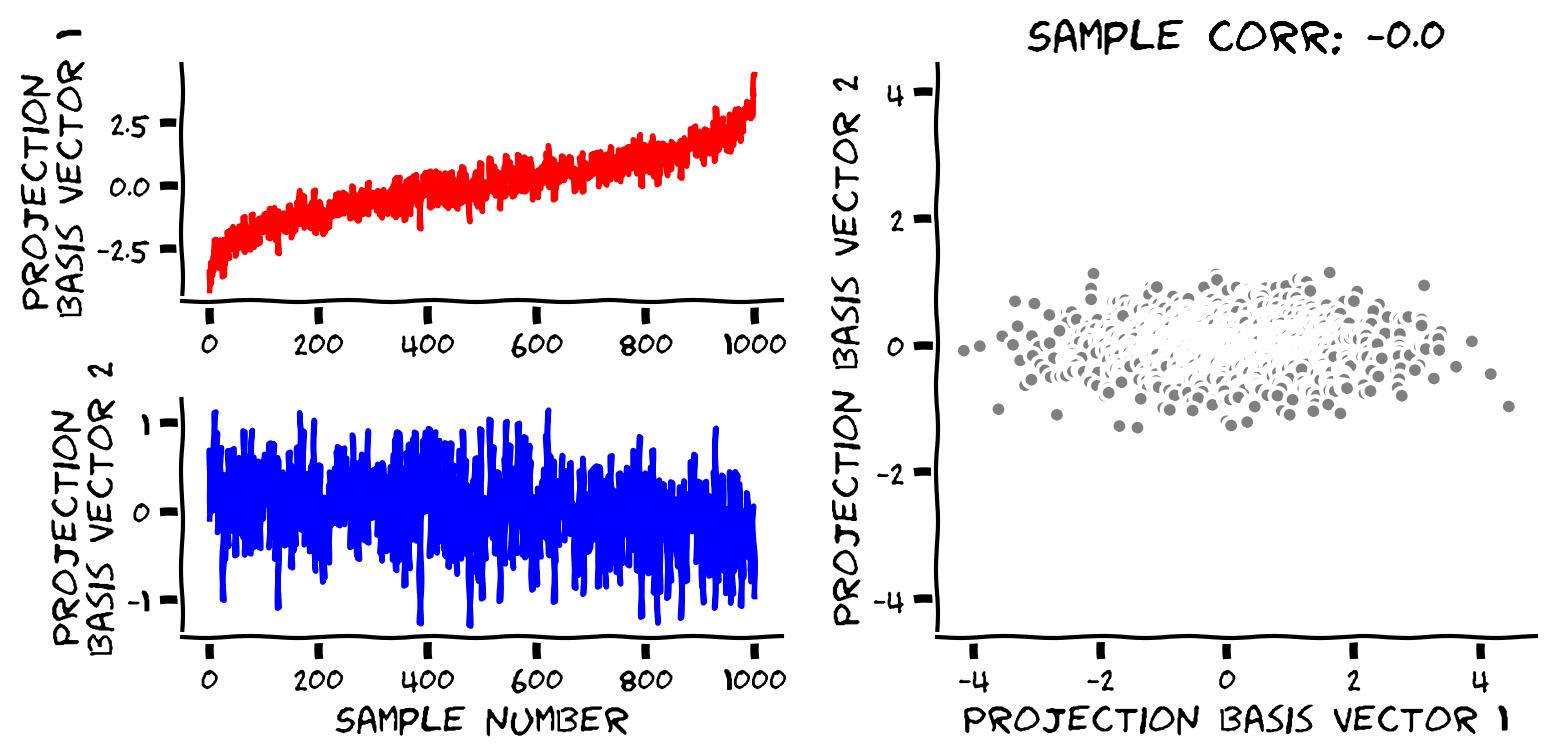 PROJECTION
BASIS VECTOR 1
2.5
0.0
-2.5
0 200 400 600 800 1000
PROJECTION
BASIS VECTOR 2
1
0
-1
0 200 400 600 800 1000
SAMPLE NUMBER
SAMPLE CORR: -0.0
PROJECTION BASIS VECTOR 2
4
2
0
-2
-4
-4 -2 0 2 4
PROJECTION BASIS VECTOR 1